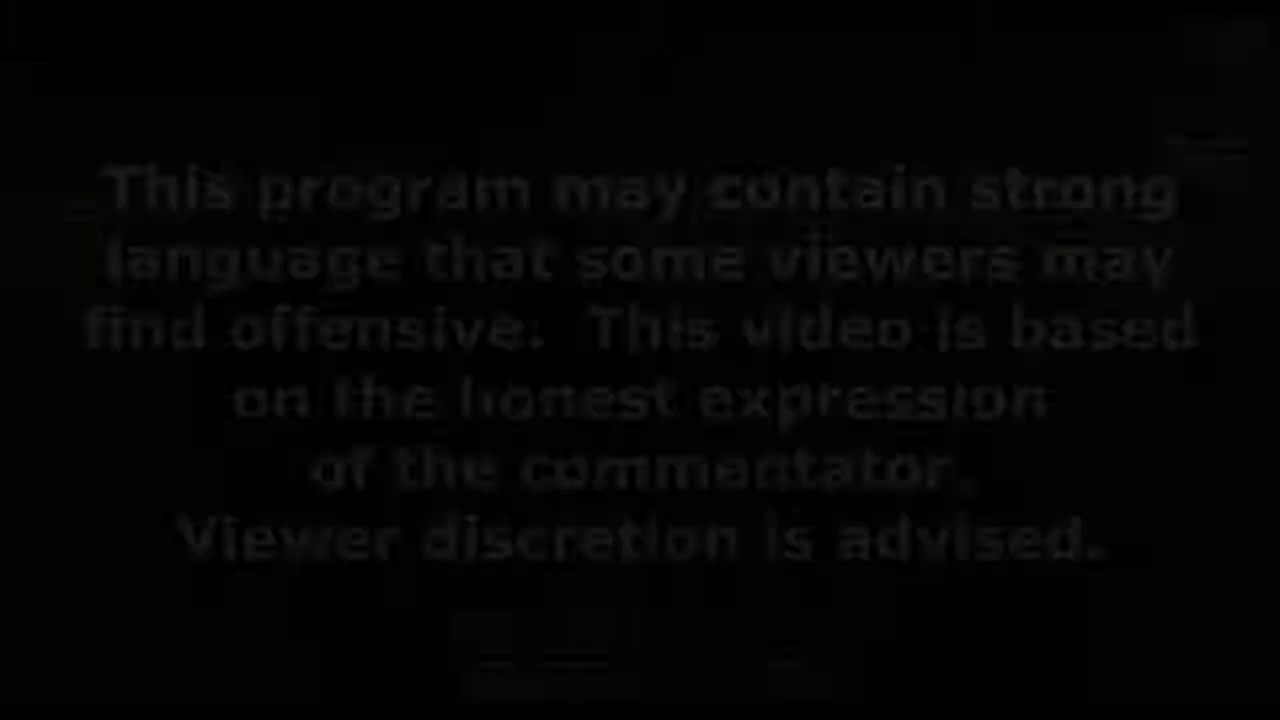 This program may contain strong
language that some viewers may
find offensive. This video is based
on the honest expression
of the commentator.
Viewer discretion is advised.